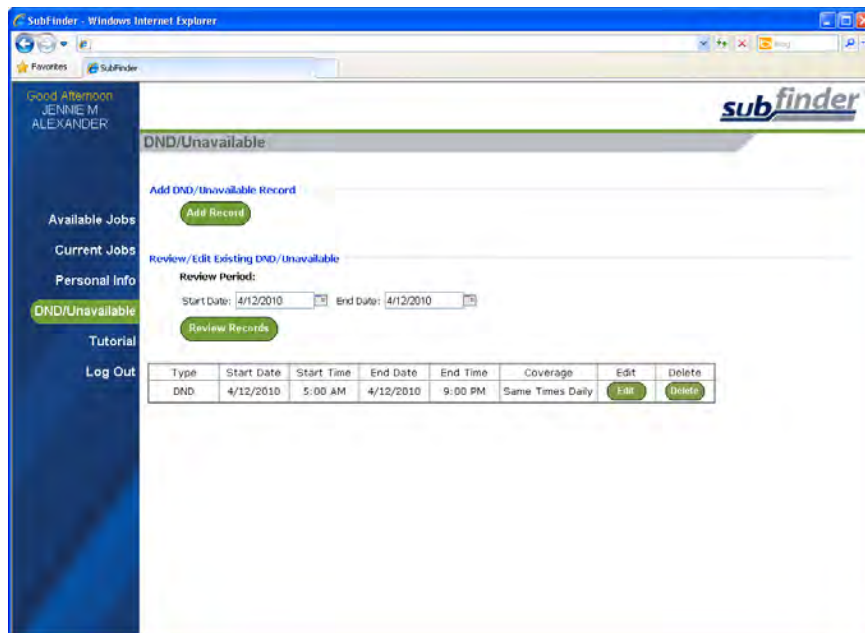 SubFinder - Windows Internet Explorer
Favorites SubFinder
Good Afternoon
JENNIE M
ALEXANDER
subfinder
DND/Unavailable
Add DND/Unavailable Record
Add Record
Available Jobs
Current Jobs
Review/Edit Existing DND/Unavailable
Personal Info
Review Period:
Start Date: 4/12/2010 End Date: 4/12/2010
DND/Unavailable
Review Records
Tutorial
Log Out
Type Start Date Start Time End Date End Time Coverage Edit Delete
DND 4/12/2010 5:00 AM 4/12/2010 9:00 PM Same Times Daily Edit Delete